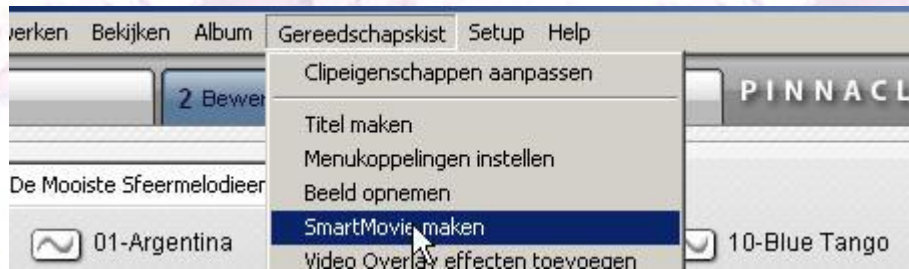 erken Bekijken Album Gereedschapskist Setup Help
Clipeigenschappen aanpassen
2 Bewer
PINNACL
Titel maken
Menukoppelingen instellen
De Mooiste Sfeermelodieer
Beeld opnemen
SmartMovie maken
01-Argentina
10-Blue Tango
Video Overlay effecten toevoegen